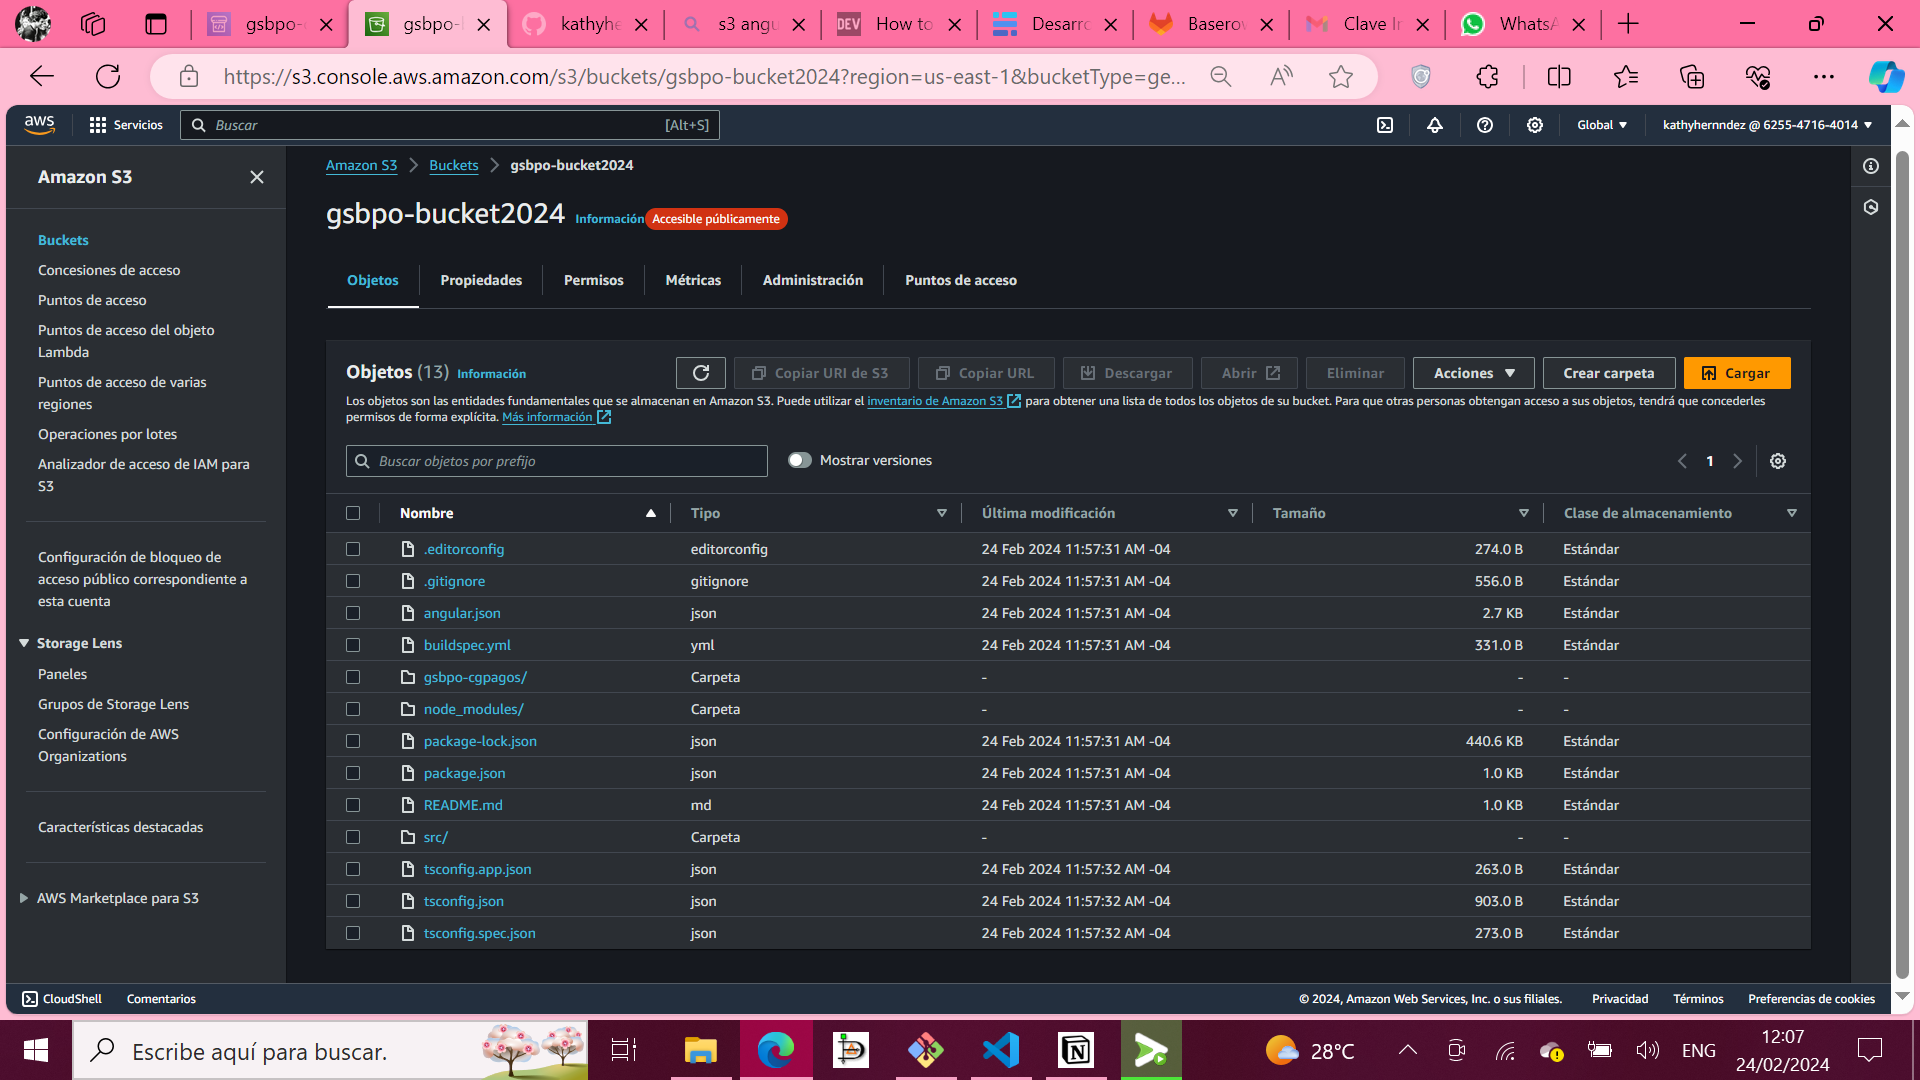 gsbpo-
gsbpo-
kathyhe
s3 angu
DEV
How to
Desarro
Baserow
Clave In
WhatsA
https://s3.console.aws.amazon.com/s3/buckets/gsbpo-bucket2024?region=us-east-1&bucketType=ge...
aws
Servicios
Buscar
[Alt+S]
Global
kathyhernndez @ 6255-4716-4014
Amazon S3
Buckets
Concesiones de acceso
Puntos de acceso
Puntos de acceso del objeto
Lambda
Puntos de acceso de varias
regiones
Operaciones por lotes
Analizador de acceso de IAM para
S3
Configuración de bloqueo de
acceso público correspondiente a
esta cuenta
Storage Lens
Paneles
Grupos de Storage Lens
Configuración de AWS
Organizations
Características destacadas
AWS Marketplace para S3
Amazon S3 Buckets gsbpo-bucket2024
gsbpo-bucket2024 Información Accesible públicamente
Objetos Propiedades Permisos Métricas Administración Puntos de acceso
Objetos (13) Información
Copiar URI de S3 Copiar URL Descargar Abrir Eliminar Acciones Crear carpeta Cargar
Los objetos son las entidades fundamentales que se almacenan en Amazon S3. Puede utilizar el inventario de Amazon S3 para obtener una lista de todos los objetos de su bucket. Para que otras personas obtengan acceso a sus objetos, tendrá que concederles
permisos de forma explícita. Más información
Buscar objetos por prefijo
Mostrar versiones
1
Nombre Tipo Última modificación Tamaño Clase de almacenamiento
.editorconfig editorconfig 24 Feb 2024 11:57:31 AM -04 274.0 B Estándar
.gitignore gitignore 24 Feb 2024 11:57:31 AM -04 556.0 B Estándar
angular.json json 24 Feb 2024 11:57:31 AM -04 2.7 KB Estándar
buildspec.yml yml 24 Feb 2024 11:57:31 AM -04 331.0 B Estándar
gsbpo-cgpagos/ Carpeta - - -
node_modules/ Carpeta - - -
package-lock.json json 24 Feb 2024 11:57:31 AM -04 440.6 KB Estándar
package.json json 24 Feb 2024 11:57:31 AM -04 1.0 KB Estándar
README.md md 24 Feb 2024 11:57:31 AM -04 1.0 KB Estándar
src/ Carpeta - - -
tsconfig.app.json json 24 Feb 2024 11:57:32 AM -04 263.0 B Estándar
tsconfig.json json 24 Feb 2024 11:57:32 AM -04 903.0 B Estándar
tsconfig.spec.json json 24 Feb 2024 11:57:32 AM -04 273.0 B Estándar
CloudShell Comentarios
© 2024, Amazon Web Services, Inc. o sus filiales. Privacidad Términos Preferencias de cookies
Escribe aquí para buscar.
28°C
ENG
12:07
24/02/2024